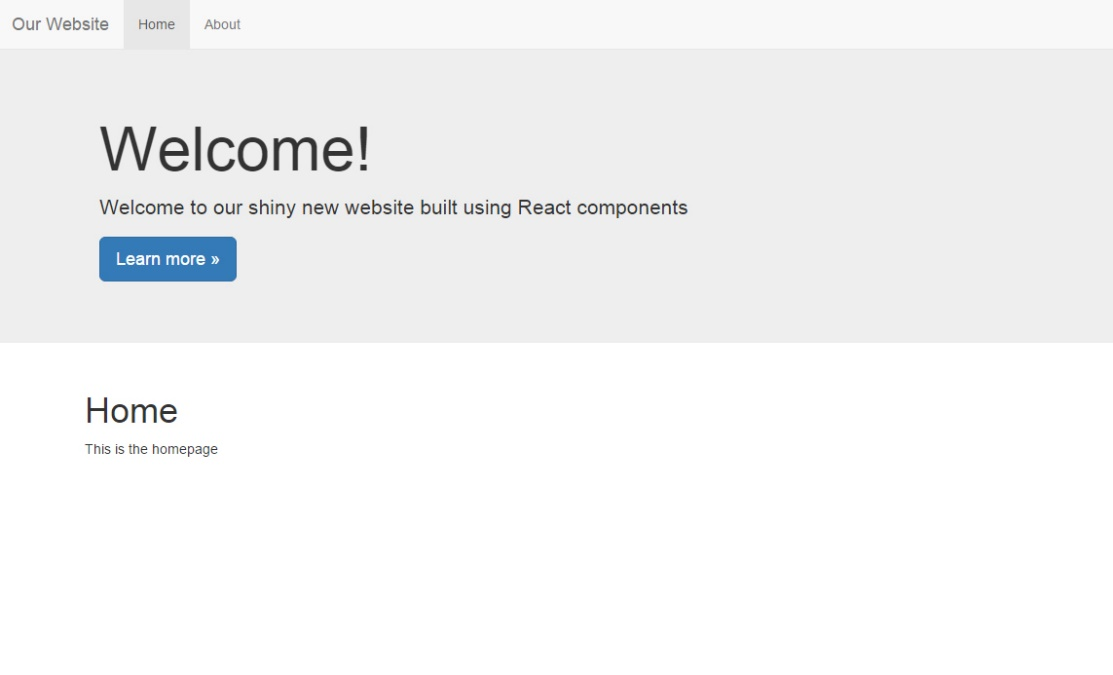 Our Website Home About
Welcome!
Welcome to our shiny new website built using React components
Learn more »
Home
This is the homepage